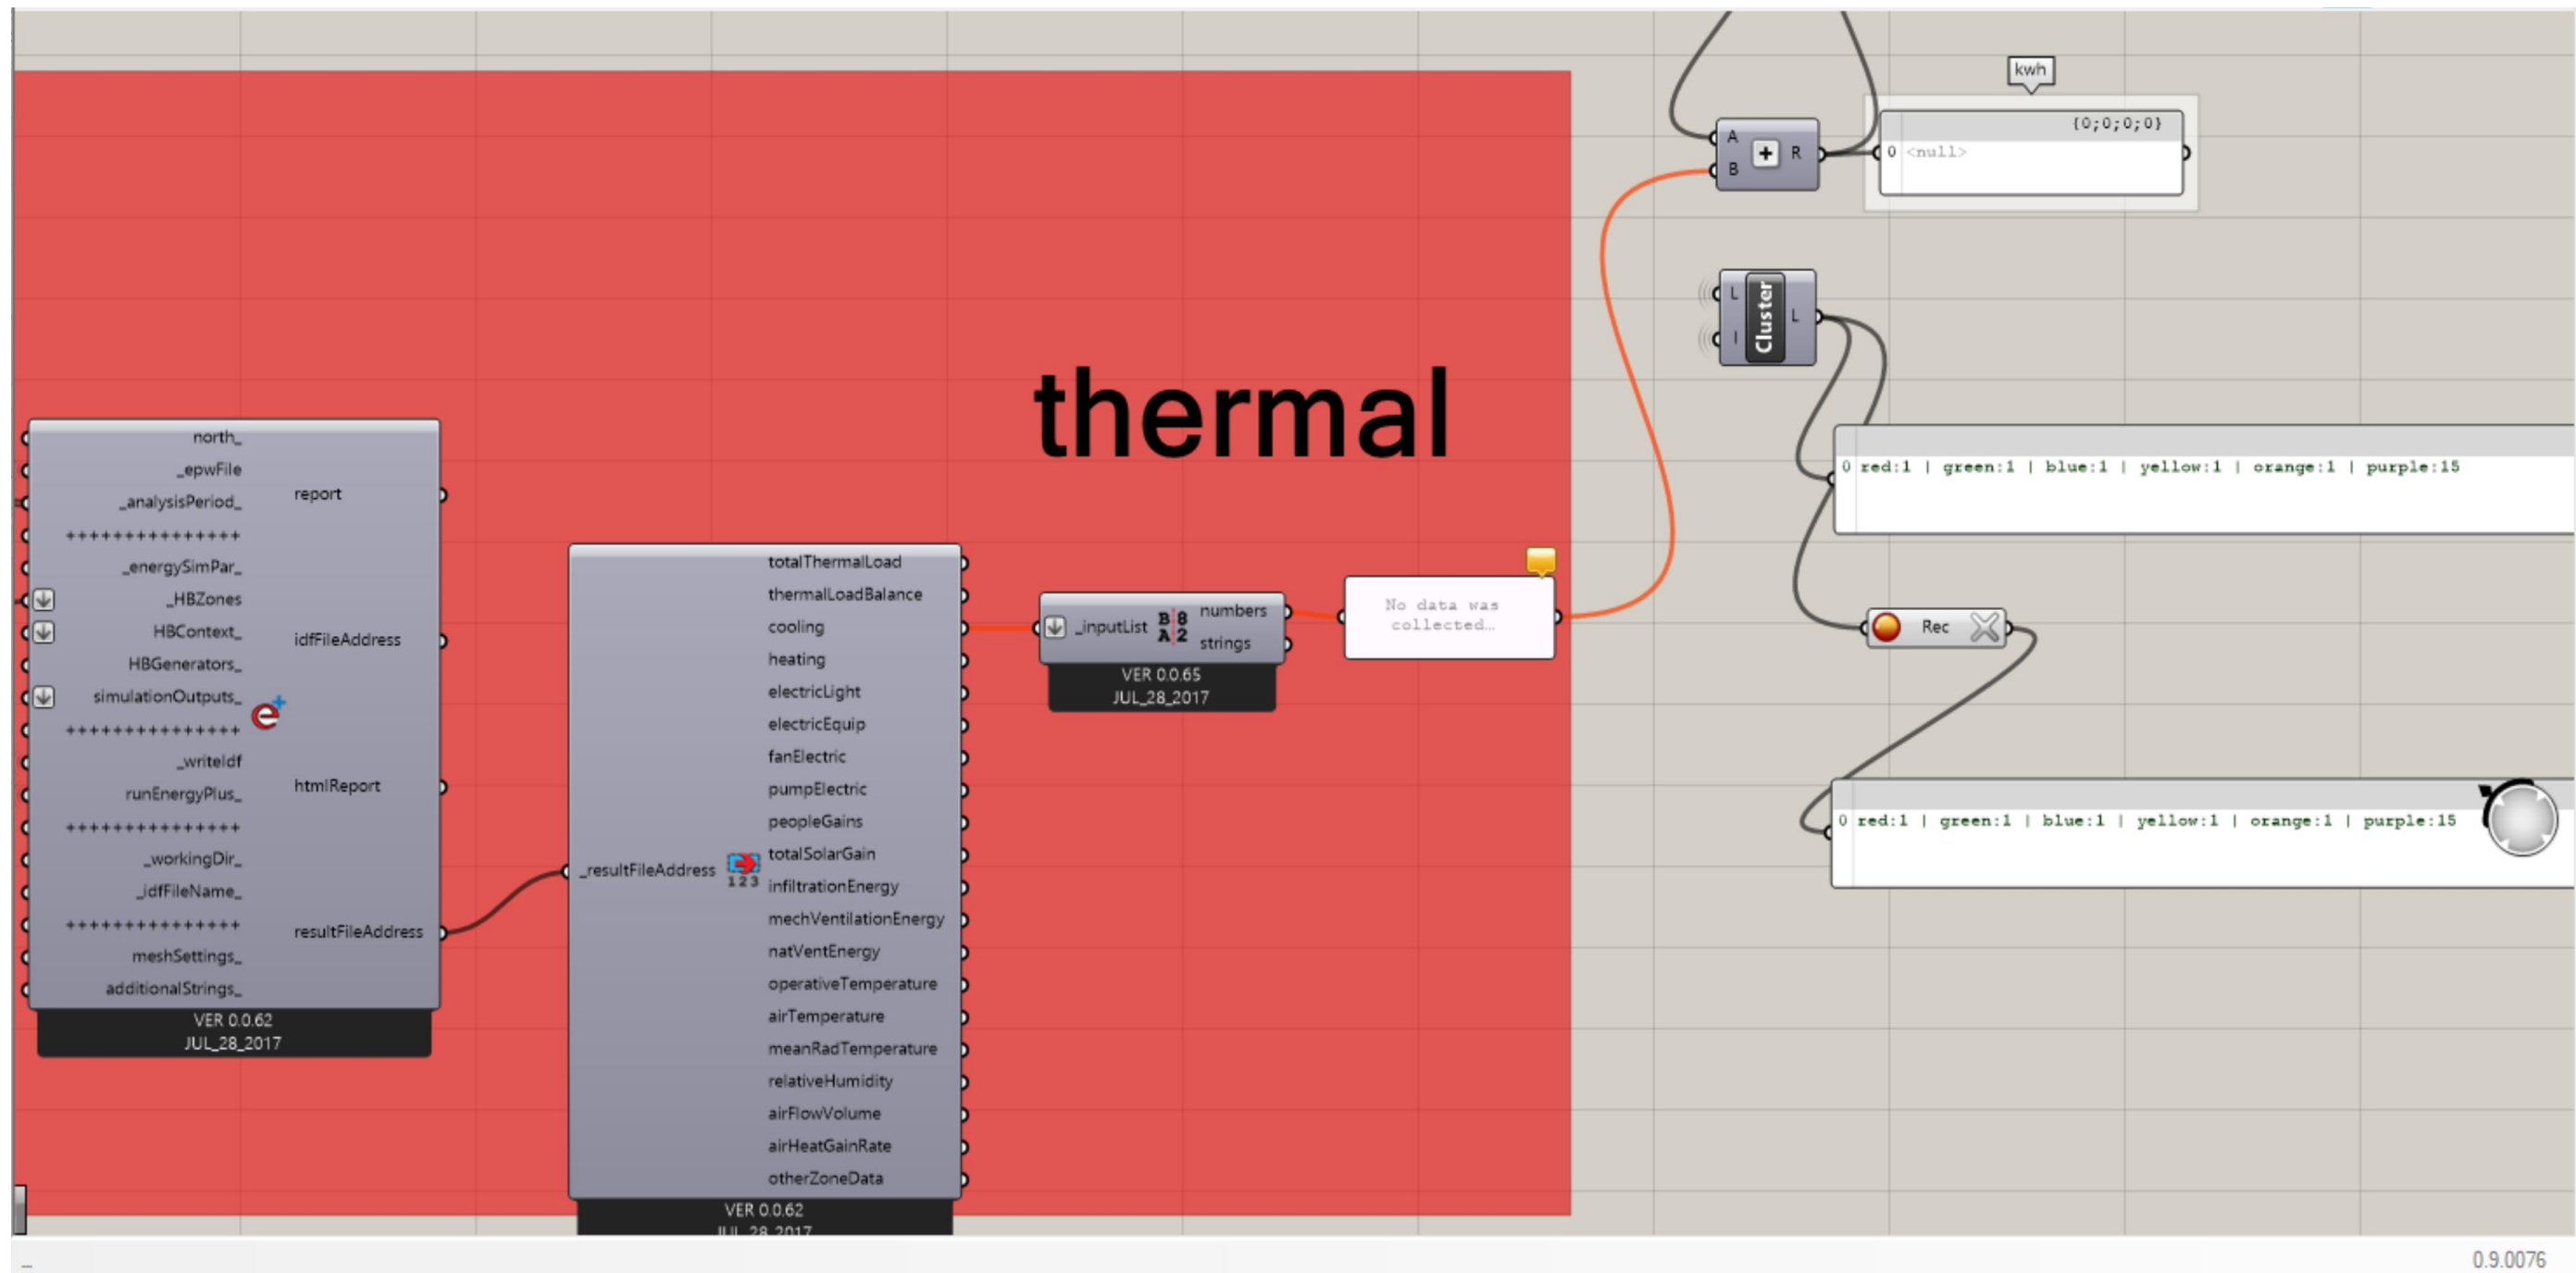 kwh
{0;0;0;0}
A
B
R
0 <null>
L
I
Cluster
L
thermal
north_
_epwFile
_analysisPeriod_
+++++++++++++++
_energySimPar_
_HBZones
HBContext_
HBGenerators_
simulationOutputs_
+++++++++++++++
_writeIdf
runEnergyPlus_
+++++++++++++++
_workingDir_
_idfFileName_
+++++++++++++++
meshSettings_
additionalStrings_
e+
report
idfFileAddress
htmlReport
resultFileAddress
VER 0.0.62
JUL_28_2017
_resultFileAddress
123
totalThermalLoad
thermalLoadBalance
cooling
heating
electricLight
electricEquip
fanElectric
pumpElectric
peopleGains
totalSolarGain
infiltrationEnergy
mechVentilationEnergy
natVentEnergy
operativeTemperature
airTemperature
meanRadTemperature
relativeHumidity
airFlowVolume
airHeatGainRate
otherZoneData
VER 0.0.62
JUL_28_2017
_inputList
B 8
A 2
numbers
strings
VER 0.0.65
JUL_28_2017
No data was
collected…
0 red:1 | green:1 | blue:1 | yellow:1 | orange:1 | purple:15
Rec
0 red:1 | green:1 | blue:1 | yellow:1 | orange:1 | purple:15
0.9.0076